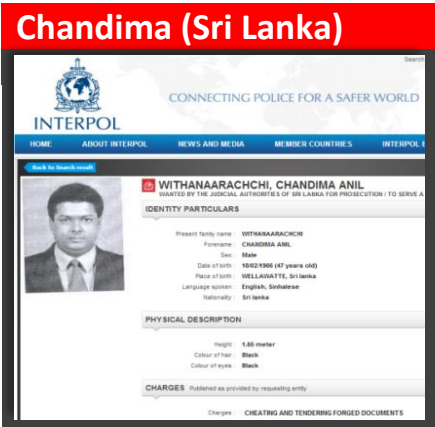 Chandima (Sri Lanka)
Search
CONNECTING POLICE FOR A SAFER WORLD
INTERPOL
HOME ABOUT INTERPOL NEWS AND MEDIA MEMBER COUNTRIES INTERPOL
Back to Search result
WITHANAARACHCHI, CHANDIMA ANIL
WANTED BY THE JUDICIAL AUTHORITIES OF SRI LANKA FOR PROSECUTION / TO SERVE A
IDENTITY PARTICULARS
Present family name : WITHANAARACHCHI
Forename : CHANDIMA ANIL
Sex : Male
Date of birth : 18/02/1966 (47 years old)
Place of birth : WELLAWATTE, Sri lanka
Language spoken : English, Sinhalese
Nationality : Sri lanka
PHYSICAL DESCRIPTION
Height : 1.65 meter
Colour of hair : Black
Colour of eyes : Black
CHARGES Published as provided by requesting entity
Charges : CHEATING AND TENDERING FORGED DOCUMENTS